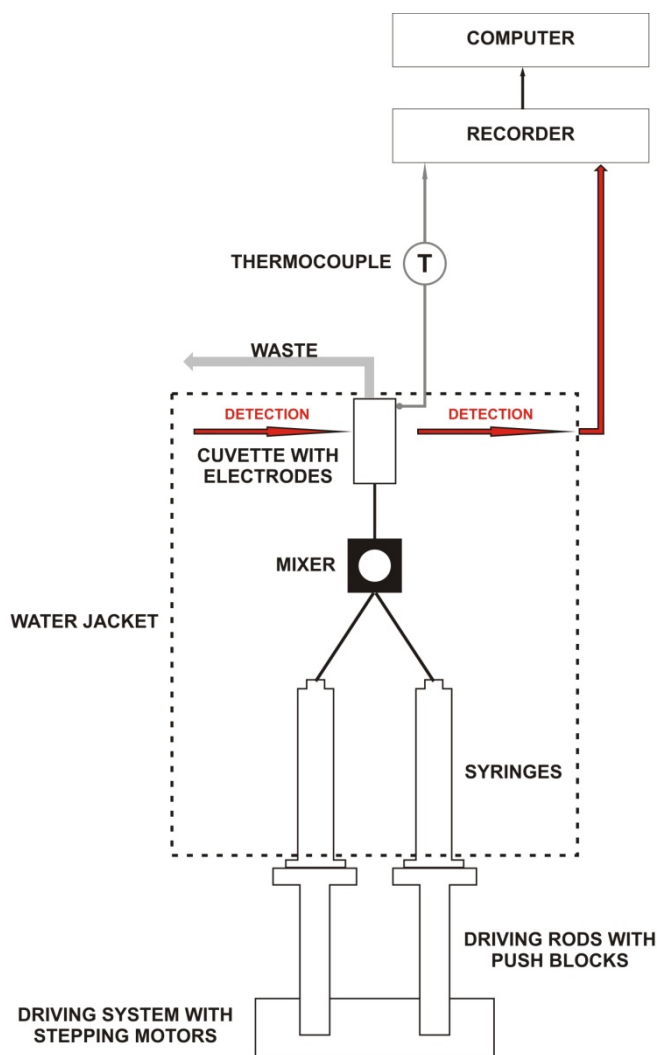 COMPUTER
RECORDER
THERMOCOUPLE
T
WASTE
DETECTION
DETECTION
CUVETTE WITH
ELECTRODES
MIXER
WATER JACKET
SYRINGES
DRIVING RODS WITH
PUSH BLOCKS
DRIVING SYSTEM WITH
STEPPING MOTORS